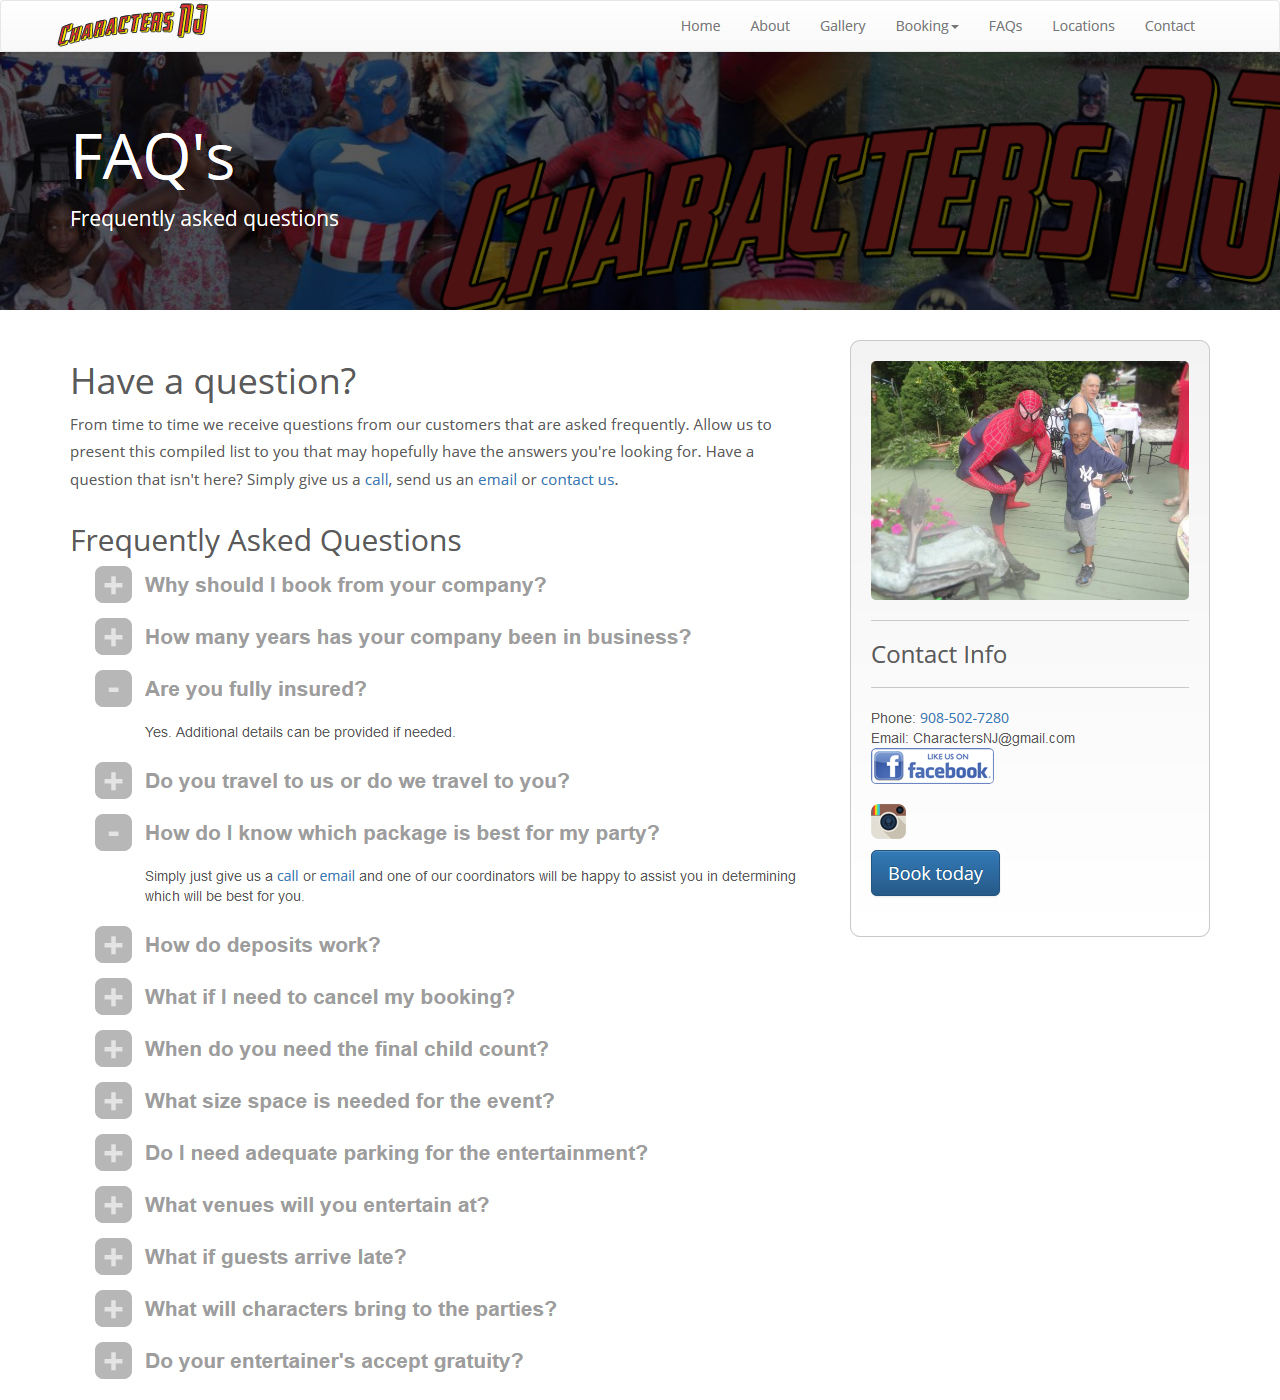 CHARACTERS NJ
Home About Gallery Booking FAQs Locations Contact
CHARACTERS NJ
FAQ's
Frequently asked questions
Have a question?
From time to time we receive questions from our customers that are asked frequently. Allow us to
present this compiled list to you that may hopefully have the answers you're looking for. Have a
question that isn't here? Simply give us a call, send us an email or contact us.
Frequently Asked Questions
+ Why should I book from your company?
+ How many years has your company been in business?
- Are you fully insured?
Yes. Additional details can be provided if needed.
+ Do you travel to us or do we travel to you?
- How do I know which package is best for my party?
Simply just give us a call or email and one of our coordinators will be happy to assist you in determining
which will be best for you.
+ How do deposits work?
+ What if I need to cancel my booking?
+ When do you need the final child count?
+ What size space is needed for the event?
+ Do I need adequate parking for the entertainment?
+ What venues will you entertain at?
+ What if guests arrive late?
+ What will characters bring to the parties?
+ Do your entertainer's accept gratuity?
Contact Info
Phone: 908-502-7280
Email: CharactersNJ@gmail.com
LIKE US ON
facebook.
Book today